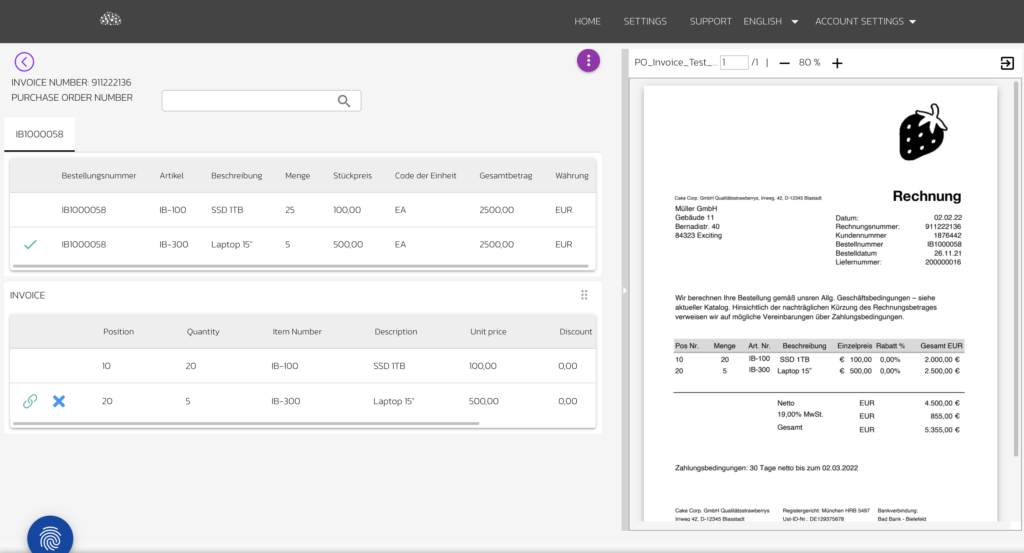 HOME SETTINGS SUPPORT ENGLISH ACCOUNT SETTINGS
INVOICE NUMBER: 911222136
PURCHASE ORDER NUMBER
IB1000058
Bestellungsnummer Artikel Beschreibung Menge Stückpreis Code der Einheit Gesamtbetrag Währung
IB1000058 IB-100 SSD 1TB 25 100,00 EA 2500,00 EUR
IB1000058 IB-300 Laptop 15" 5 500,00 EA 2500,00 EUR
INVOICE
Position Quantity Item Number Description Unit price Discount
10 20 IB-100 SSD 1TB 100,00 0,00
20 5 IB-300 Laptop 15" 500,00 0,00
PO_Invoice_Test_... 1 /1 | 80 %
Cake Corp. GmbH Qualitätsstrawberrys, Irrweg. 42, D-12345 Blastadt
Müller GmbH
Gebäude 11
Bernadistr. 40
84323 Exciting
Rechnung
Datum: 02.02.22
Rechnungsnummer: 911222136
Kundennummer 1876442
Bestellnummer IB1000058
Bestelldatum 26.11.21
Liefernummer: 200000016
Wir berechnen Ihre Bestellung gemäß unsren Allg. Geschäftsbedingungen – siehe
aktueller Katalog. Hinsichtlich der nachträglichen Kürzung des Rechnungsbetrages
verweisen wir auf mögliche Vereinbarungen über Zahlungsbedingungen.
Pos Nr. Menge Art. Nr. Beschreibung Einzelpreis Rabatt % Gesamt EUR
10 20 IB-100 SSD 1TB € 100,00 0,00% 2.000,00 €
20 5 IB-300 Laptop 15" € 500,00 0,00% 2.500,00 €
Netto EUR 4.500,00 €
19,00% MwSt. EUR 855,00 €
Gesamt EUR 5.355,00 €
Zahlungsbedingungen: 30 Tage netto bis zum 02.03.2022
Cake Corp. GmbH Qualitätsstrawberrys Registergericht: München HRB 5497 Bankverbindung:
Irrweg 42, D-12345 Blastadt Ust-ID-Nr.: DE129375678 Bad Bank - Bielefeld